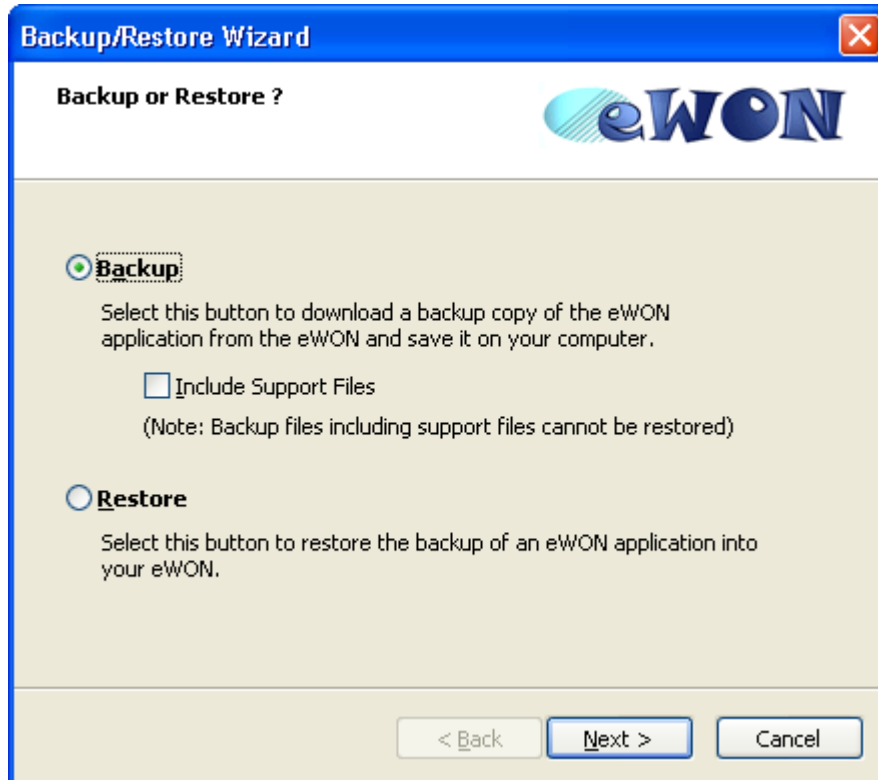 Backup/Restore Wizard
Backup or Restore ?
eWON
Backup
Select this button to download a backup copy of the eWON
application from the eWON and save it on your computer.
Include Support Files
(Note: Backup files including support files cannot be restored)
Restore
Select this button to restore the backup of an eWON application into
your eWON.
< Back
Next >
Cancel